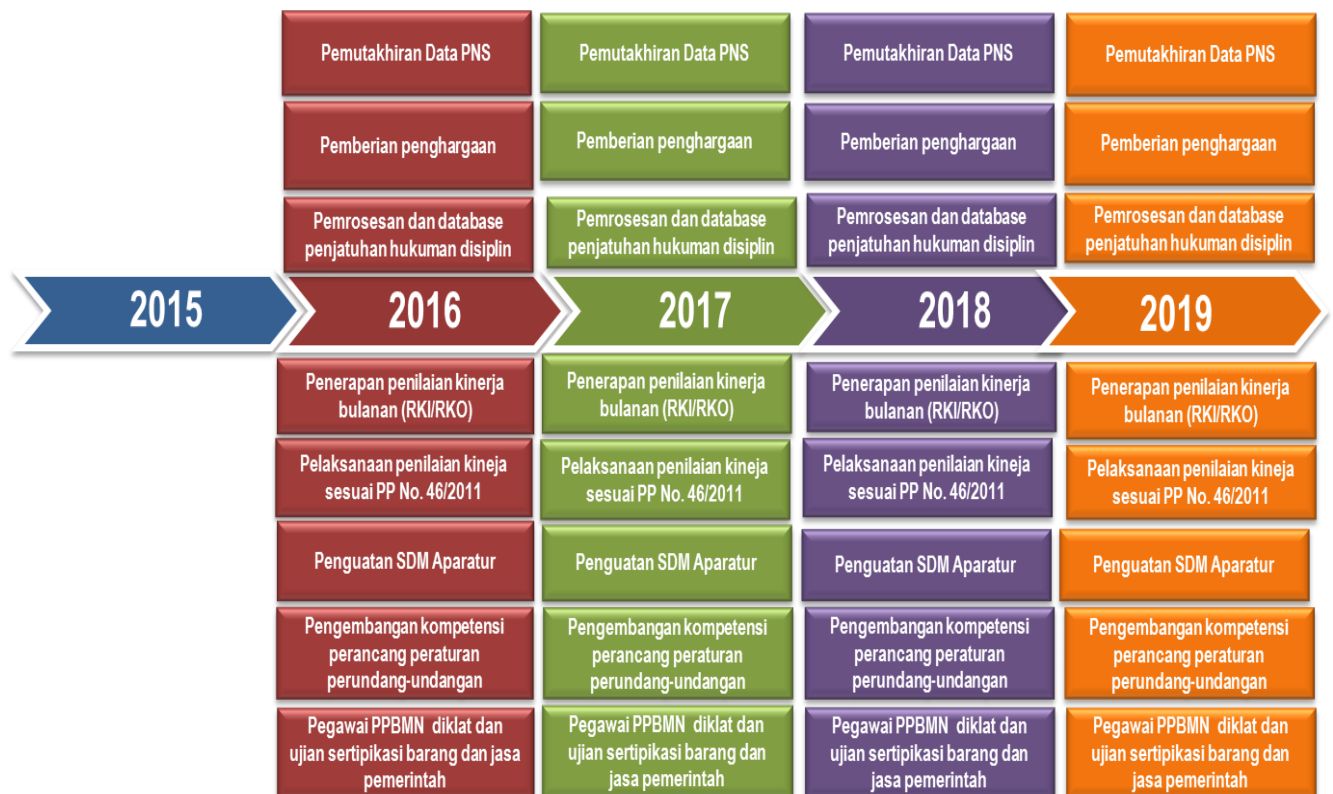 Pemutakhiran Data PNS
Pemutakhiran Data PNS
Pemutakhiran Data PNS
Pemutakhiran Data PNS
Pemberian penghargaan
Pemberian penghargaan
Pemberian penghargaan
Pemberian penghargaan
Pemrosesan dan database
penjatuhan hukuman disiplin
Pemrosesan dan database
penjatuhan hukuman disiplin
Pemrosesan dan database
penjatuhan hukuman disiplin
Pemrosesan dan database
penjatuhan hukuman disiplin
2015
2016
2017
2018
2019
Penerapan penilaian kinerja
bulanan (RKI/RKO)
Penerapan penilaian kinerja
bulanan (RKI/RKO)
Penerapan penilaian kinerja
bulanan (RKI/RKO)
Penerapan penilaian kinerja
bulanan (RKI/RKO)
Pelaksanaan penilaian kineja
sesuai PP No. 46/2011
Pelaksanaan penilaian kineja
sesuai PP No. 46/2011
Pelaksanaan penilaian kineja
sesuai PP No. 46/2011
Pelaksanaan penilaian kineja
sesuai PP No. 46/2011
Penguatan SDM Aparatur
Penguatan SDM Aparatur
Penguatan SDM Aparatur
Penguatan SDM Aparatur
Pengembangan kompetensi
perancang peraturan
perundang-undangan
Pengembangan kompetensi
perancang peraturan
perundang-undangan
Pengembangan kompetensi
perancang peraturan
perundang-undangan
Pengembangan kompetensi
perancang peraturan
perundang-undangan
Pegawai PPBMN diklat dan
ujian sertipikasi barang dan jasa
pemerintah
Pegawai PPBMN diklat dan
ujian sertipikasi barang dan
jasa pemerintah
Pegawai PPBMN diklat dan
ujian sertipikasi barang dan
jasa pemerintah
Pegawai PPBMN diklat dan
ujian sertipikasi barang dan
jasa pemerintah